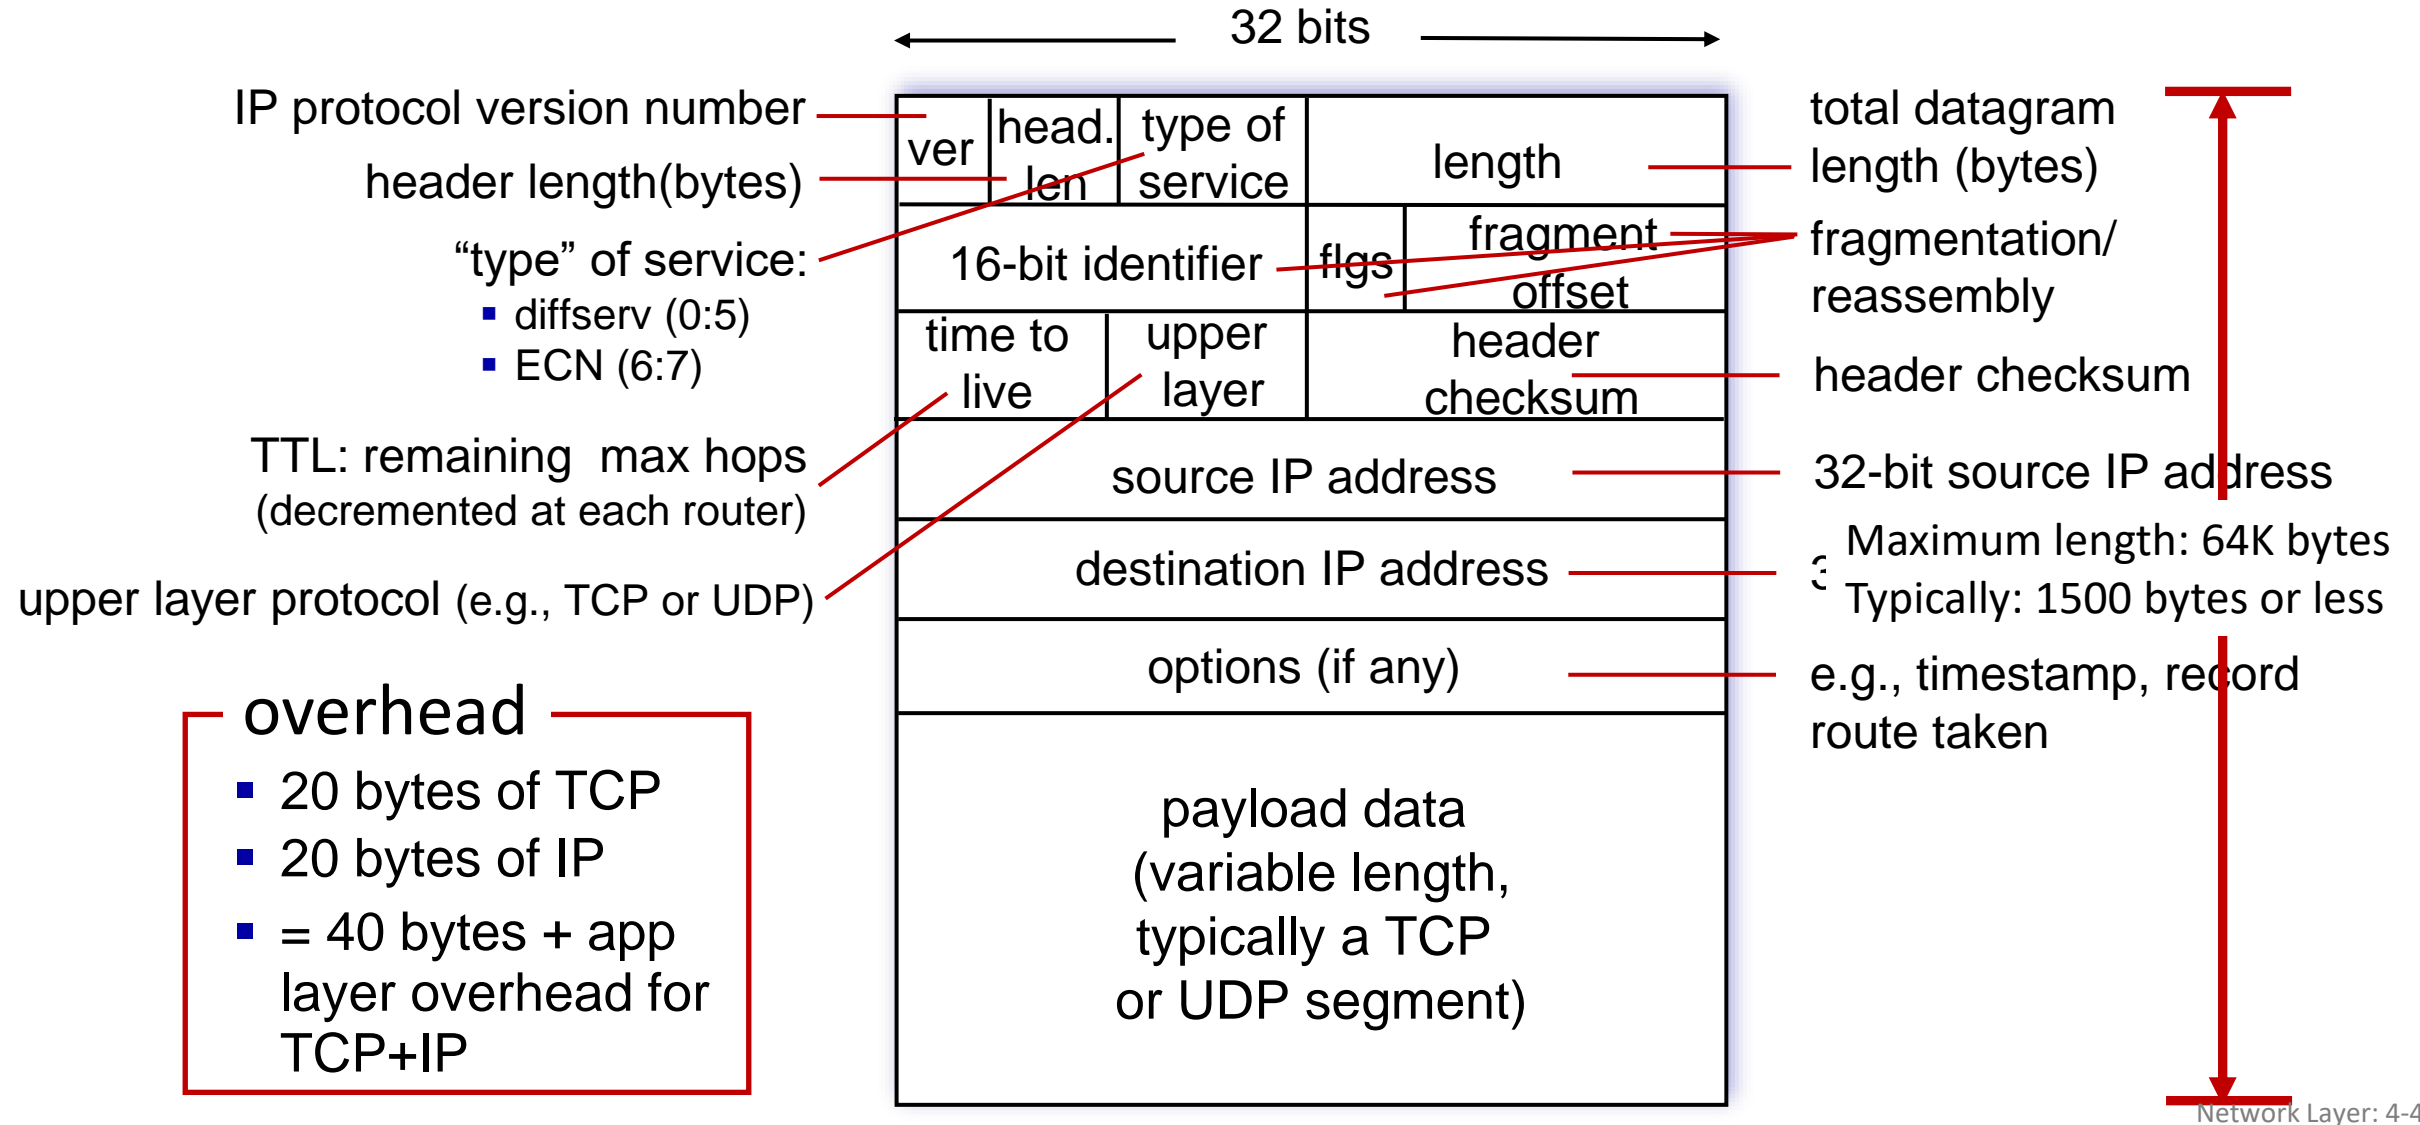 32 bits
IP protocol version number
header length(bytes)
“type” of service:
diffserv (0:5)
ECN (6:7)
TTL: remaining max hops
(decremented at each router)
upper layer protocol (e.g., TCP or UDP)
overhead
20 bytes of TCP
20 bytes of IP
= 40 bytes + app
layer overhead for
TCP+IP
ver
head.
len
type of
service
length
16-bit identifier
flgs
fragment
offset
time to
live
upper
layer
header
checksum
source IP address
destination IP address
options (if any)
payload data
(variable length,
typically a TCP
or UDP segment)
total datagram
length (bytes)
fragmentation/
reassembly
header checksum
32-bit source IP address
Maximum length: 64K bytes
Typically: 1500 bytes or less
e.g., timestamp, record
route taken
Network Layer: 4-4